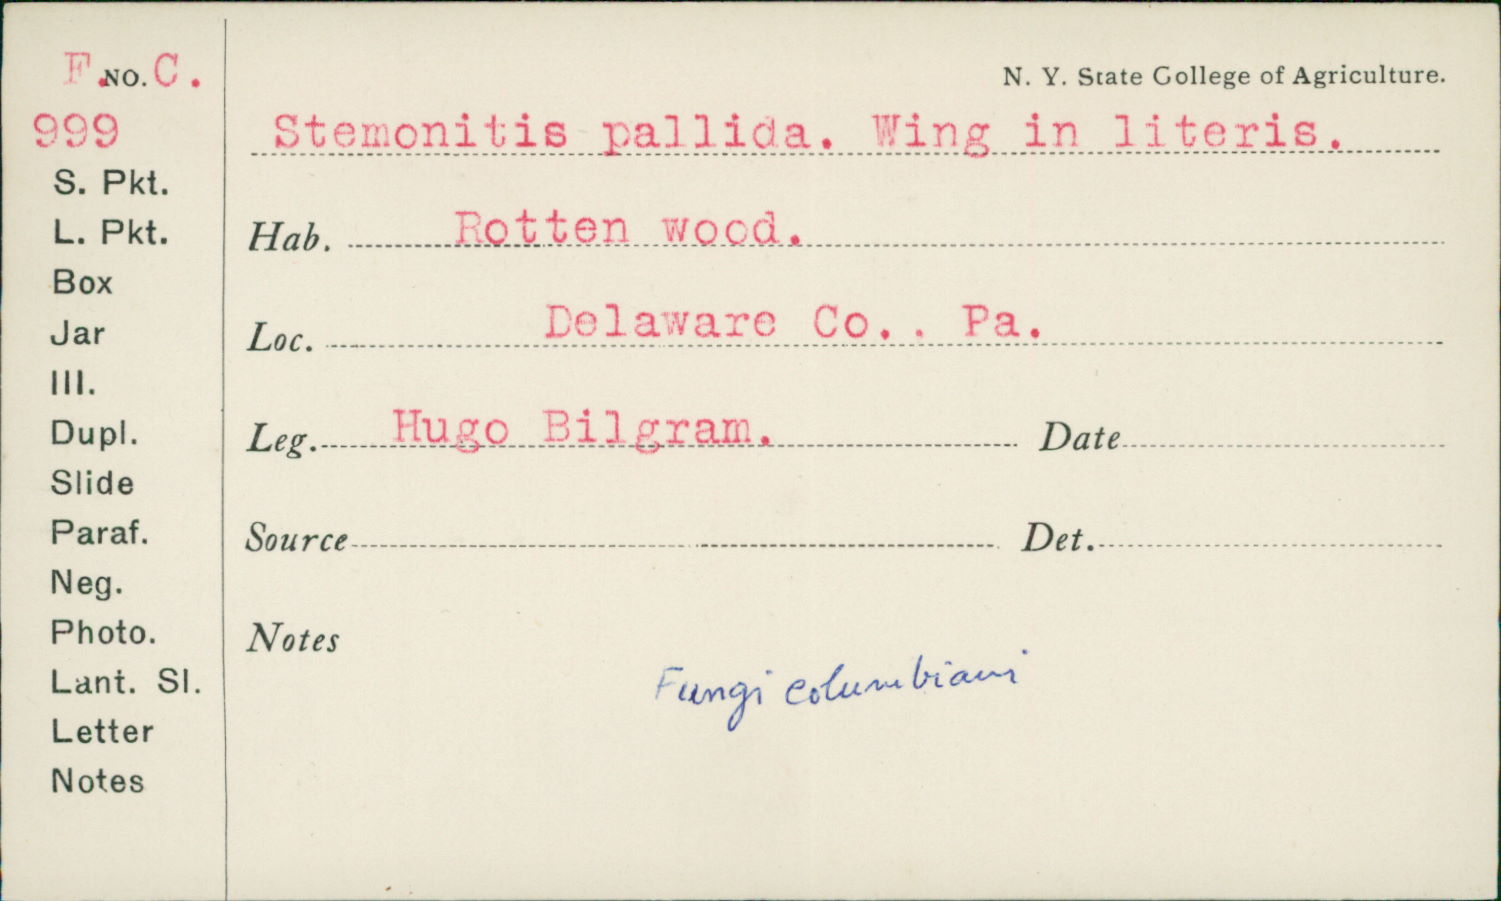 F. NO. C.
999
S. Pkt.
L. Pkt.
Box
Jar
Ill.
Dupl.
Slide
Paraf.
Neg.
Photo.
Lant. Sl.
Letter
Notes
N. Y. State College of Agriculture.
Stemonitis pallida. Wing in literis.
Hab. Rotten wood.
Loc. Delaware Co.. Pa.
Leg. Hugo Bilgram. Date
Source Det.
Notes
Fungi columbiani